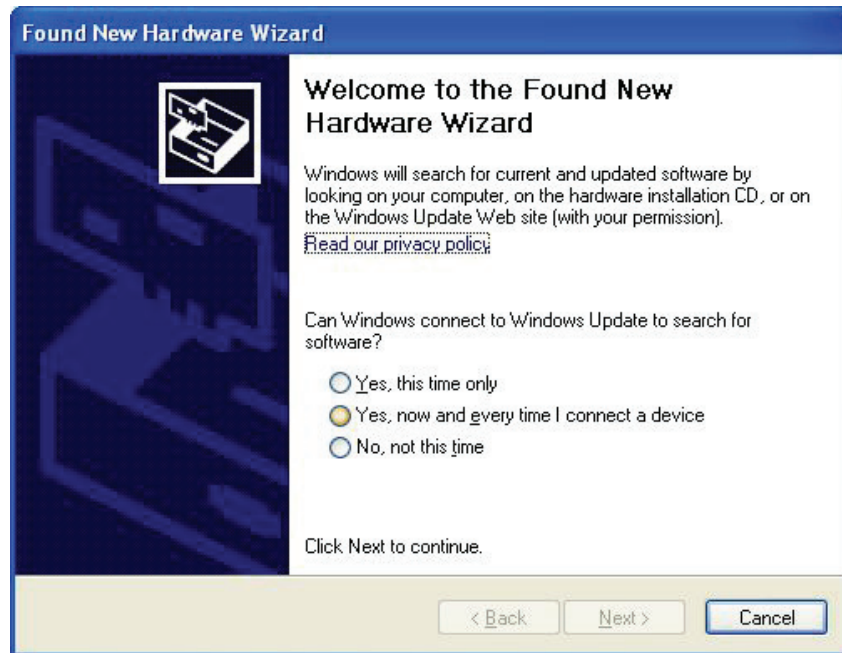 Found New Hardware Wizard
Welcome to the Found New
Hardware Wizard
Windows will search for current and updated software by
looking on your computer, on the hardware installation CD, or on
the Windows Update Web site (with your permission).
Read our privacy policy
Can Windows connect to Windows Update to search for
software?
Yes, this time only
Yes, now and every time I connect a device
No, not this time
Click Next to continue.
< Back Next > Cancel